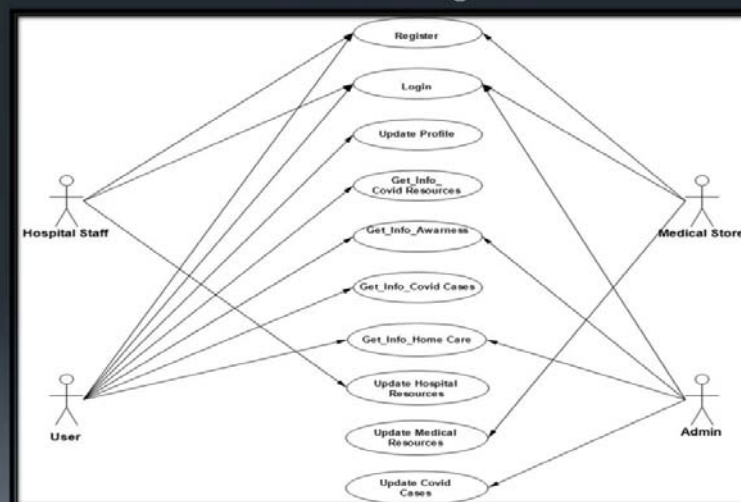 Register
Login
Update Profile
Get_Info_
Covid Resources
Hospital Staff
Medical Store
Get_Info_Awarness
Get_Info_Covid Cases
Get_Info_Home Care
Update Hospital
Resources
User
Admin
Update Medical
Resources
Update Covid
Cases